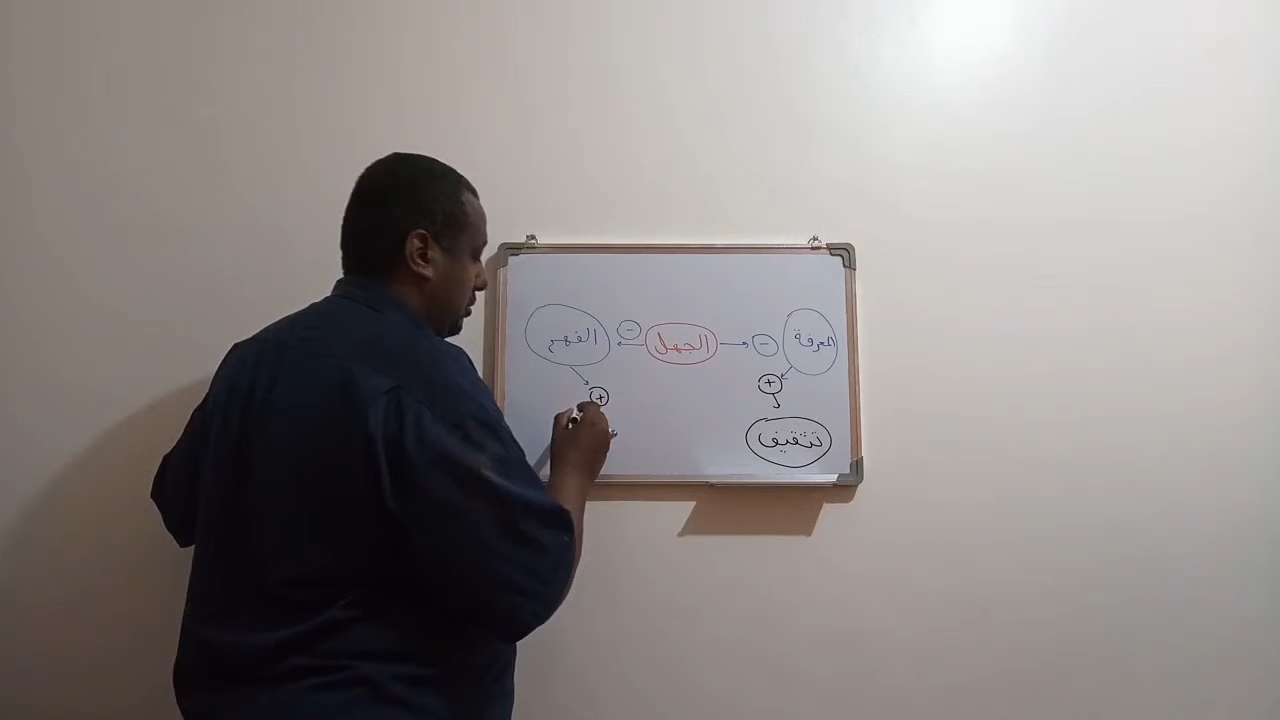 المعرفة - الجهل - الفهم
+ +
تثقيف